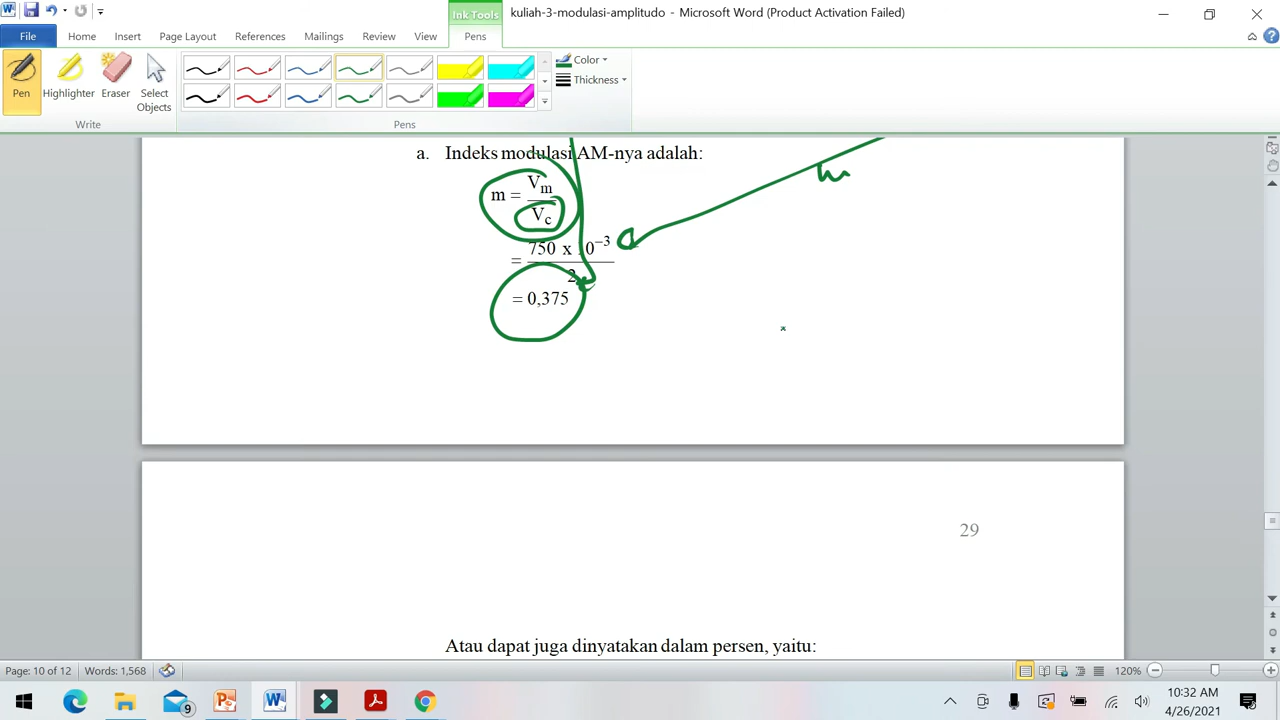 kuliah-3-modulasi-amplitudo - Microsoft Word (Product Activation Failed)
Ink Tools
File Home Insert Page Layout References Mailings Review View Pens
Pen Highlighter Eraser Select Objects
Color
Thickness
Write Pens
a. Indeks modulasi AM-nya adalah:
m = Vm / Vc
= 750 x 10−3 / 2
= 0,375
29
Atau dapat juga dinyatakan dalam persen, yaitu:
Page: 10 of 12 Words: 1,568 120%
9
10:32 AM
4/26/2021